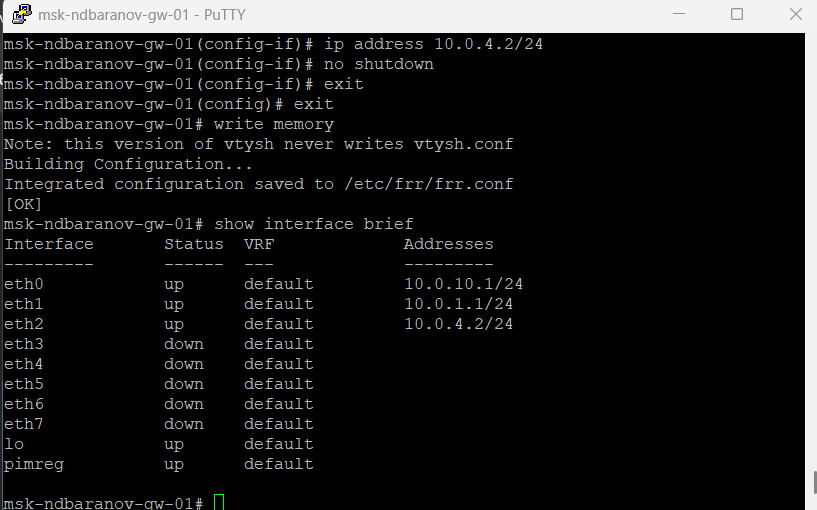 msk-ndbaranov-gw-01 - PuTTY
msk-ndbaranov-gw-01(config-if)# ip address 10.0.4.2/24
msk-ndbaranov-gw-01(config-if)# no shutdown
msk-ndbaranov-gw-01(config-if)# exit
msk-ndbaranov-gw-01(config)# exit
msk-ndbaranov-gw-01# write memory
Note: this version of vtysh never writes vtysh.conf
Building Configuration...
Integrated configuration saved to /etc/frr/frr.conf
[OK]
msk-ndbaranov-gw-01# show interface brief
Interface       Status  VRF             Addresses
---------       ------  ---             ---------
eth0            up      default         10.0.10.1/24
eth1            up      default         10.0.1.1/24
eth2            up      default         10.0.4.2/24
eth3            down    default
eth4            down    default
eth5            down    default
eth6            down    default
eth7            down    default
lo              up      default
pimreg          up      default
msk-ndbaranov-gw-01#